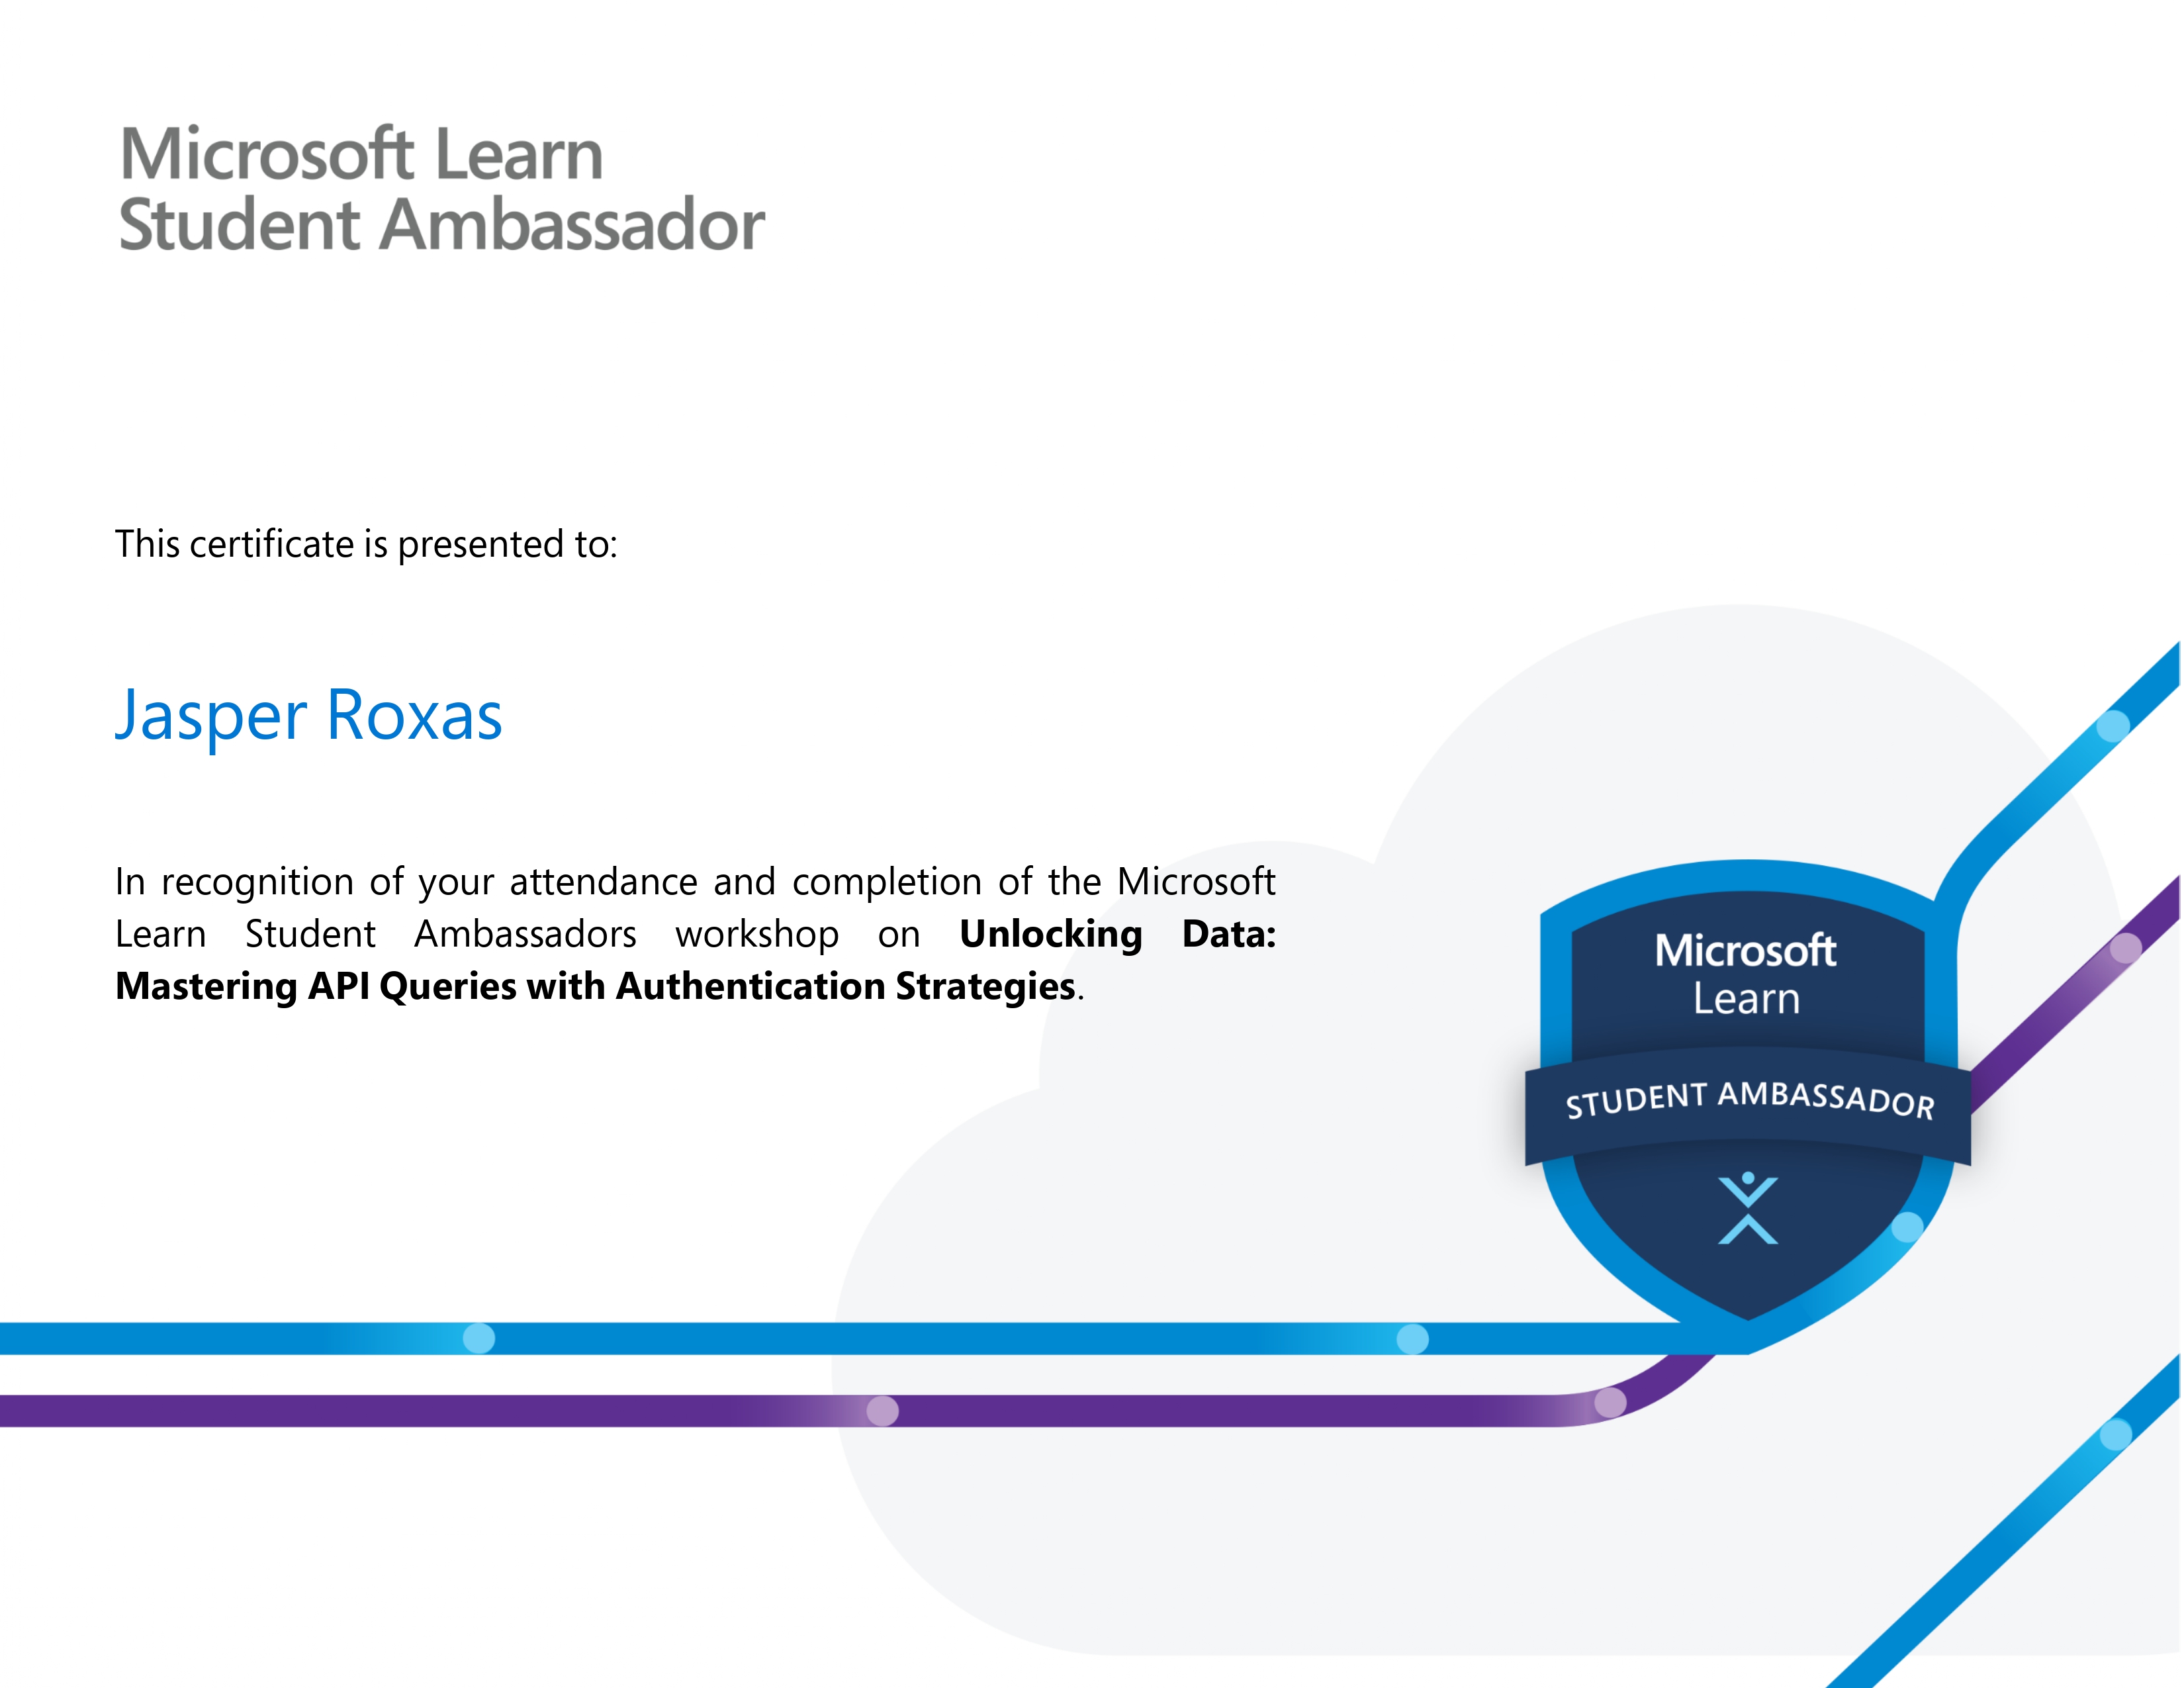 Microsoft Learn
Student Ambassador
This certificate is presented to:
Jasper Roxas
In recognition of your attendance and completion of the Microsoft
Learn Student Ambassadors workshop on Unlocking Data:
Mastering API Queries with Authentication Strategies.
Microsoft
Learn
STUDENT AMBASSADOR